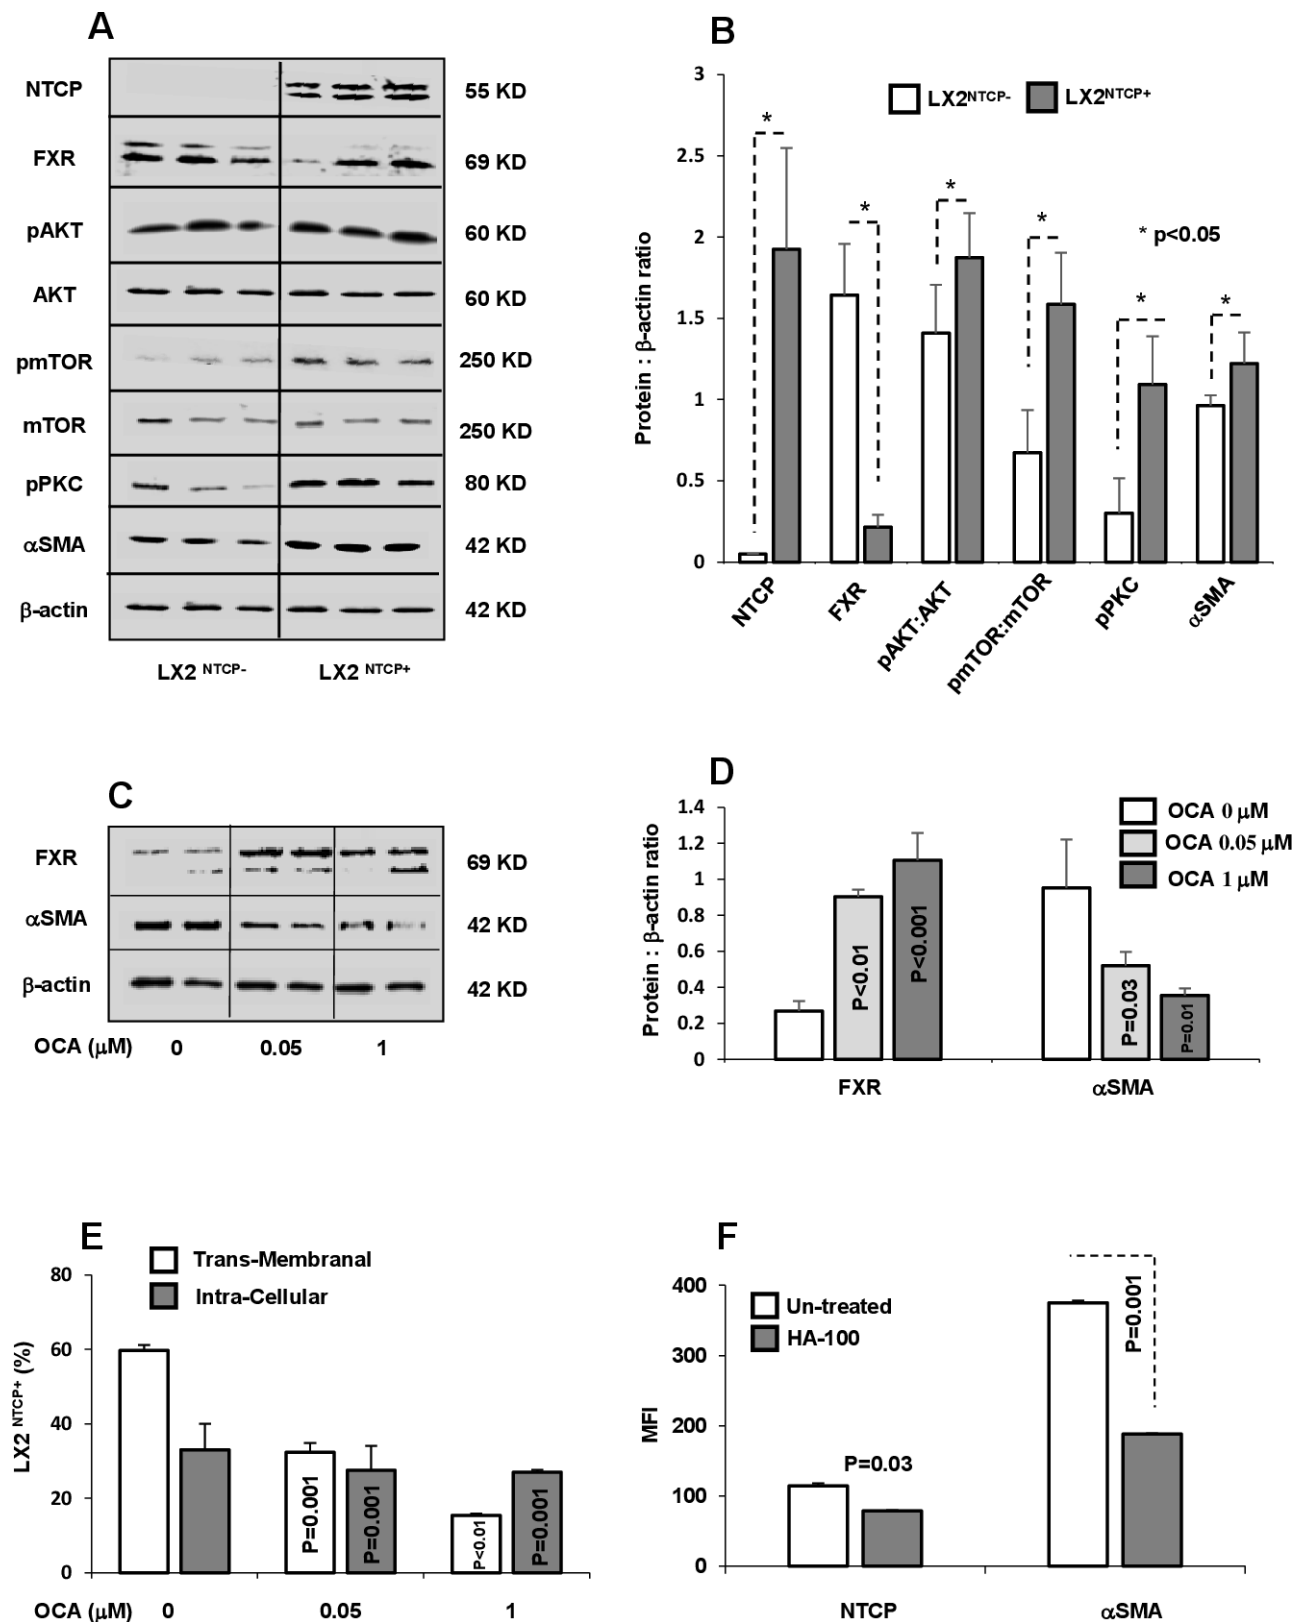 A
NTCP
55 KD
FXR
69 KD
pAKT
60 KD
AKT
60 KD
pmTOR
250 KD
mTOR
250 KD
pPKC
80 KD
αSMA
42 KD
β-actin
42 KD
LX2 NTCP-
LX2 NTCP+
B
LX2NTCP-
LX2NTCP+
Protein : β-actin ratio
3
2.5
2
1.5
1
0.5
0
*
*
*
*
*
*
* p<0.05
NTCP
FXR
pAKT:AKT
pmTOR:mTOR
pPKC
αSMA
C
FXR
69 KD
αSMA
42 KD
β-actin
42 KD
OCA (μM)
0
0.05
1
D
OCA 0 μM
OCA 0.05 μM
OCA 1 μM
Protein : β-actin ratio
1.4
1.2
1
0.8
0.6
0.4
0.2
0
P<0.01
P<0.001
P=0.03
P=0.01
FXR
αSMA
E
Trans-Membranal
Intra-Cellular
LX2 NTCP+ (%)
80
60
40
20
0
P=0.001
P=0.001
P<0.01
P=0.001
OCA (μM)
0
0.05
1
F
Un-treated
HA-100
MFI
400
300
200
100
0
P=0.03
P=0.001
NTCP
αSMA